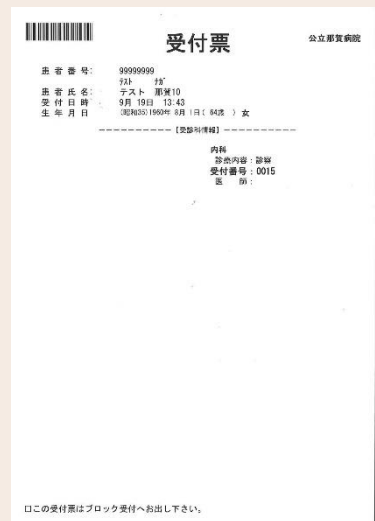 受付票
公立那賀病院
患者番号: 99999999
テスト ナガ
患者氏名: テスト 那賀10
受付日時: 9月 19日 13:43
生年月日 (昭和35)1960年 8月 1日( 64歳 ) 女
----------【受診科情報】----------
内科
診療内容:診察
受付番号:0015
医 師:
口この受付票はブロック受付へお出し下さい。